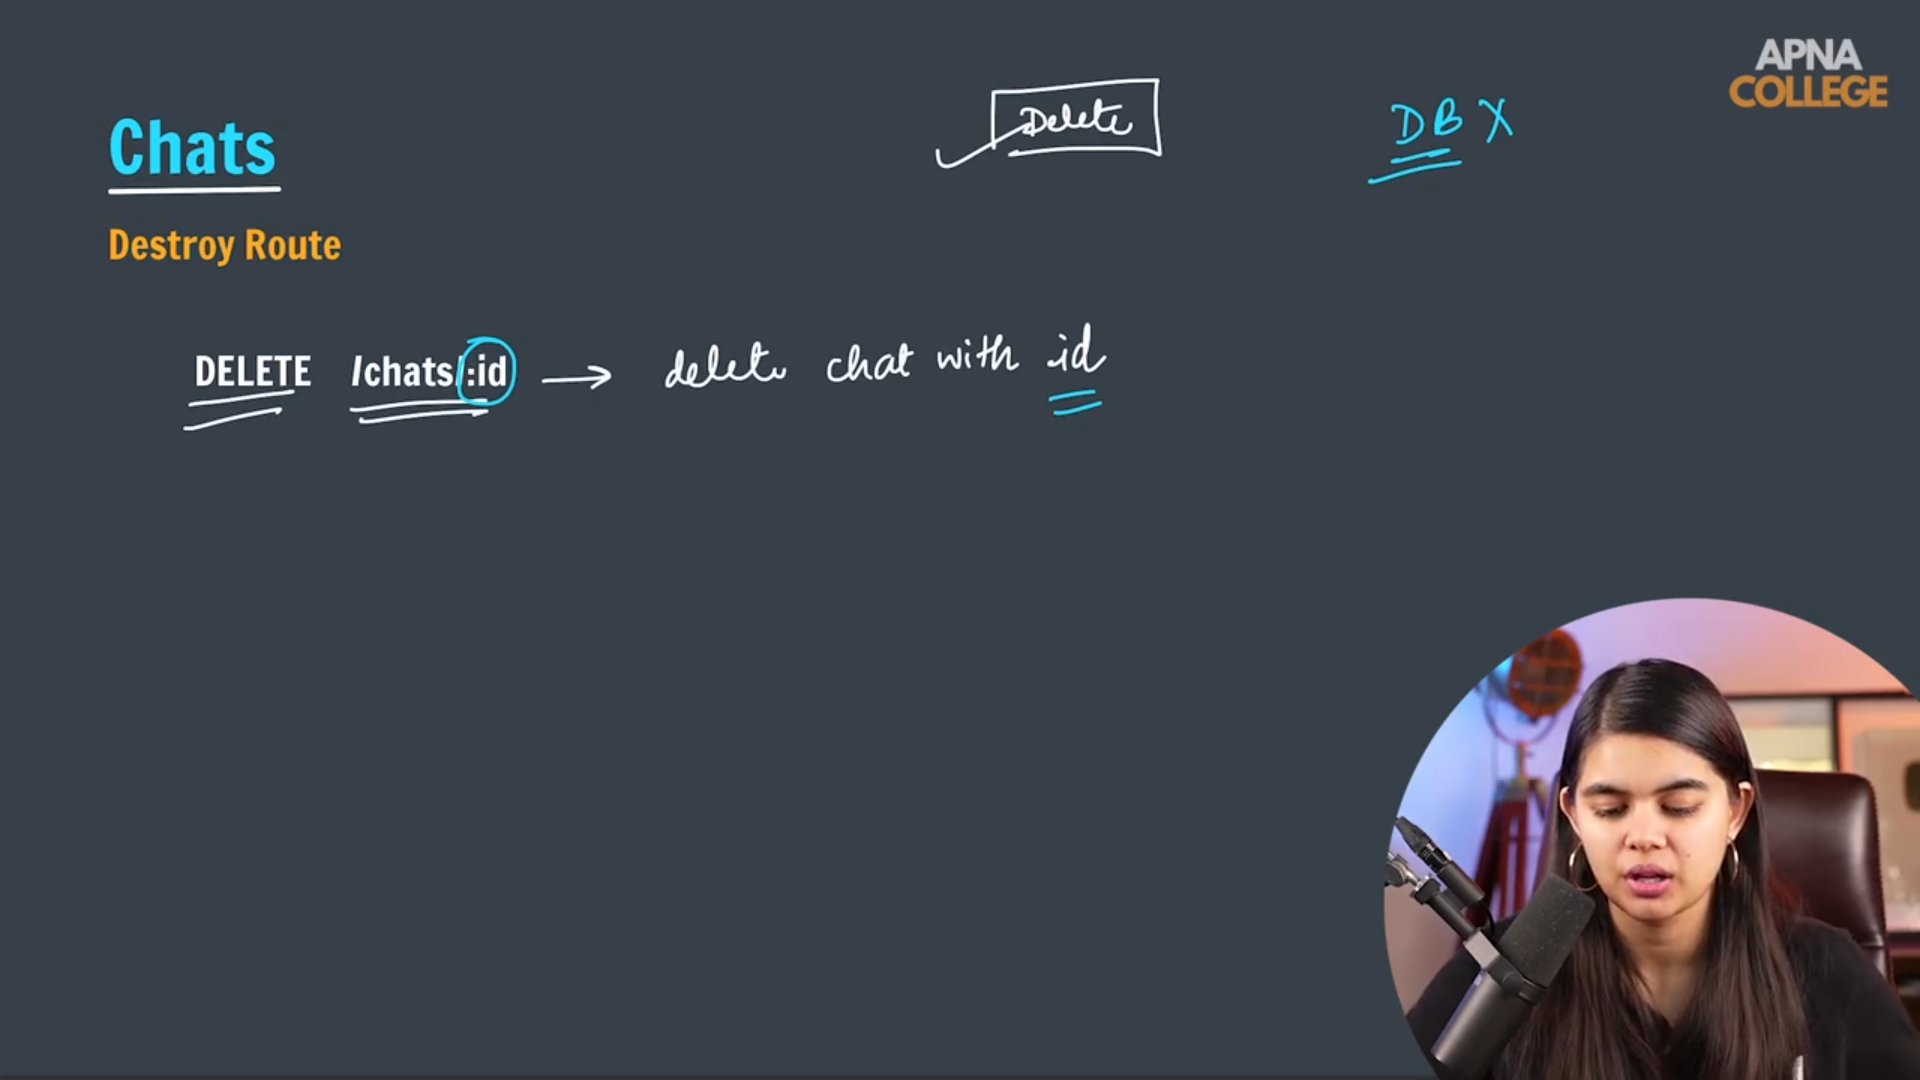 APNA
COLLEGE
Delete
DB X
Chats
Destroy Route
DELETE /chats/:id → delete chat with id